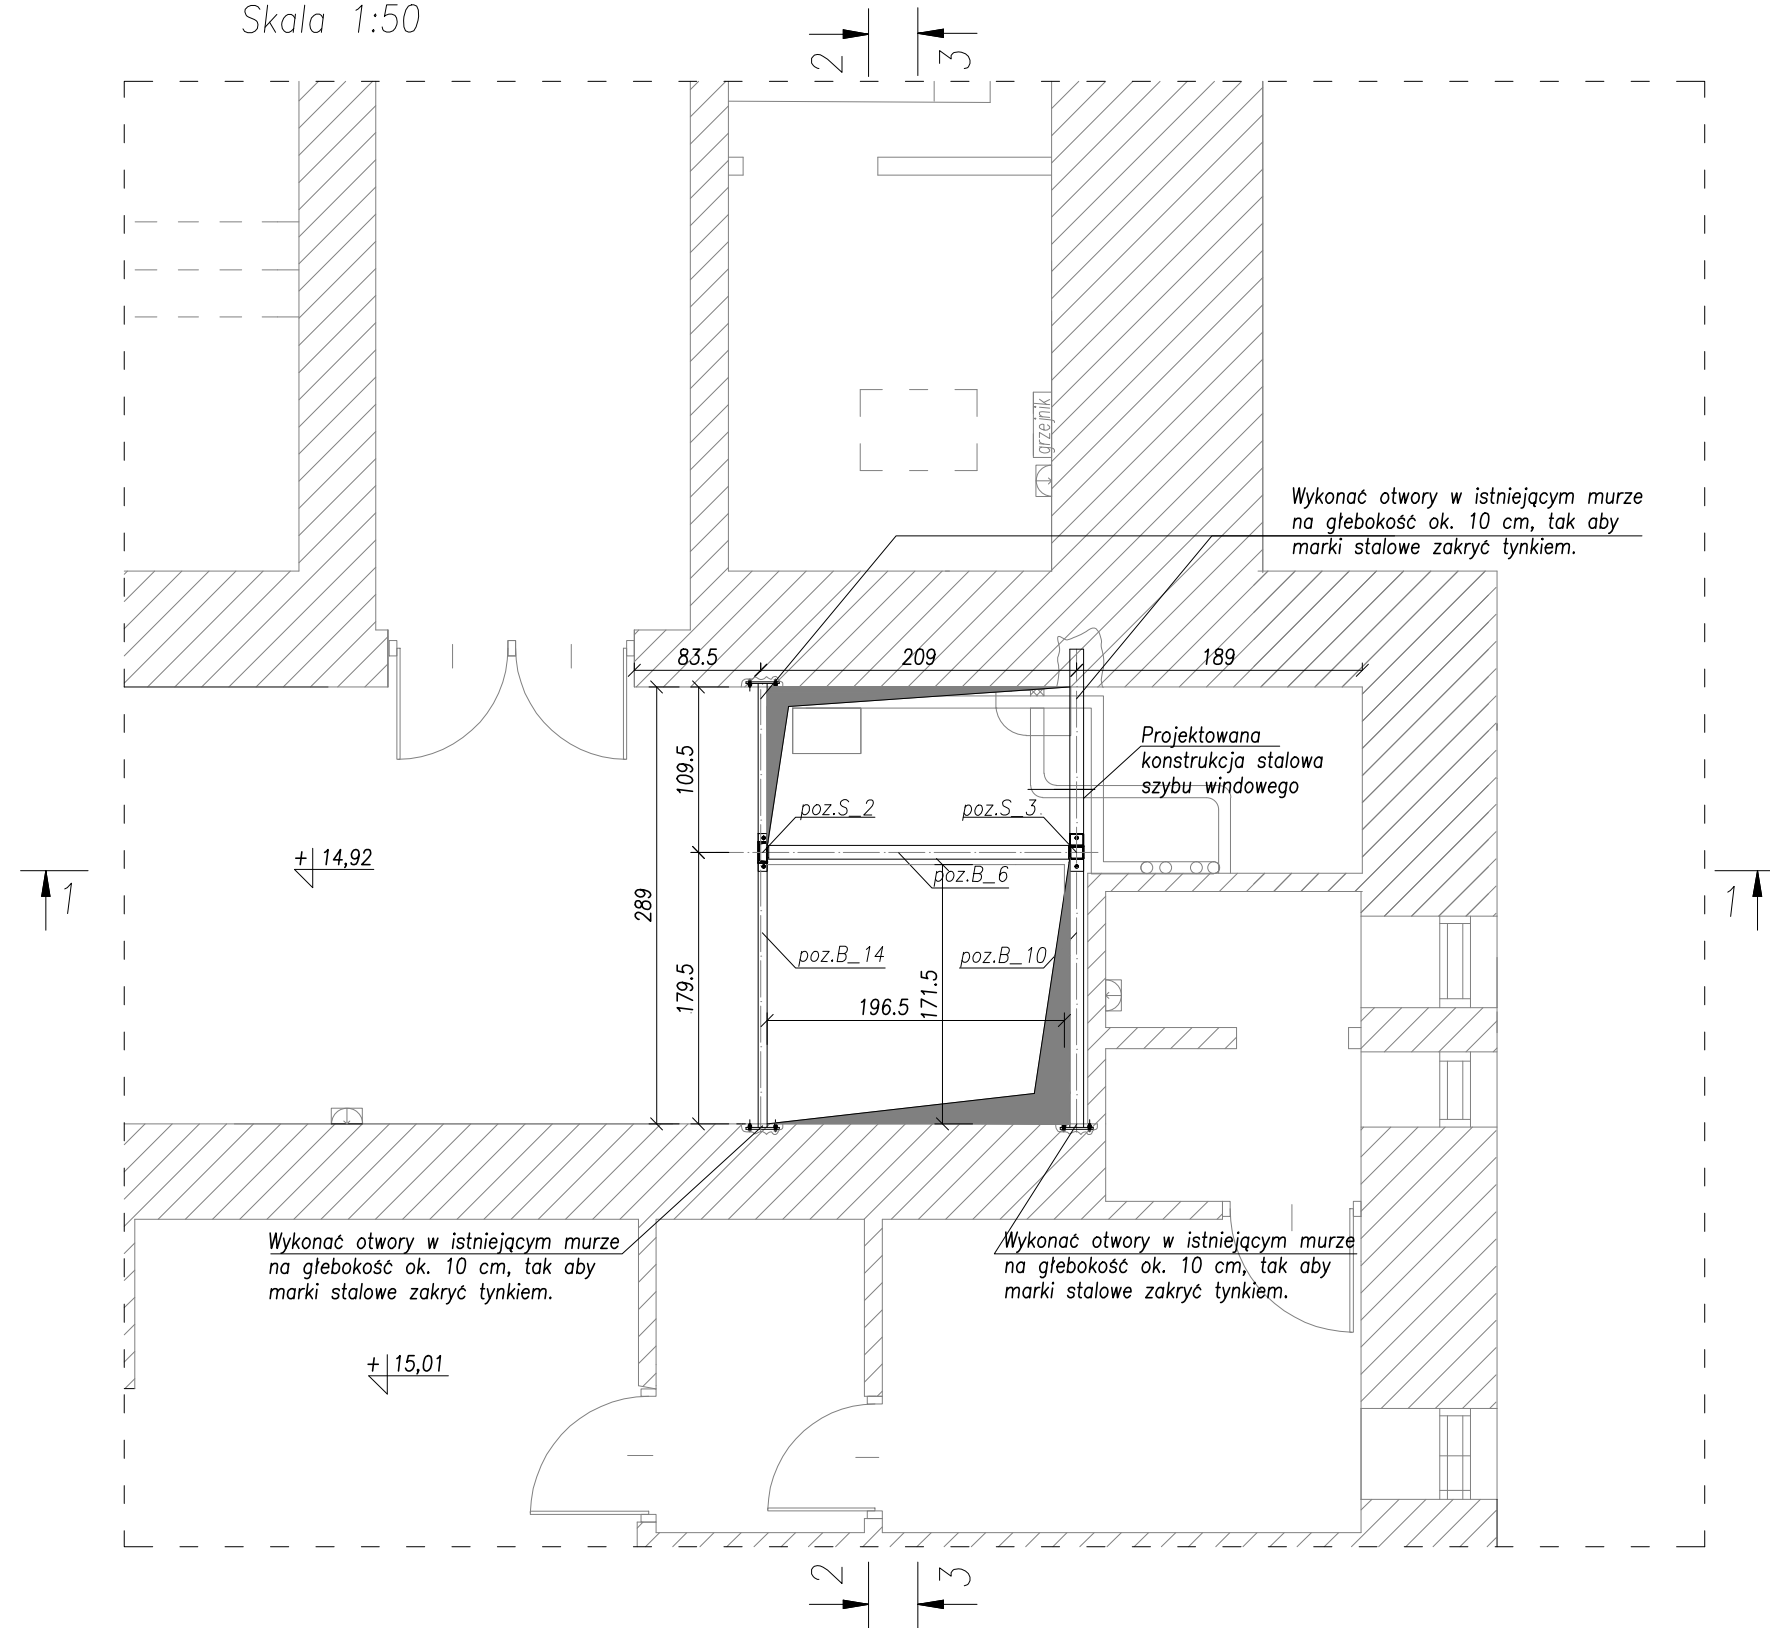 Skala 1:50
2
3
grzejnik
Wykonać otwory w istniejącym murze
na głebokość ok. 10 cm, tak aby
marki stalowe zakryć tynkiem.
83.5
209
189
109.5
Projektowana
konstrukcja stalowa
szybu windowego
poz.S_2
poz.S_3
+ 14,92
poz.B_6
1
1
289
poz.B_14
poz.B_10
179.5
171.5
196.5
Wykonać otwory w istniejącym murze
na głebokość ok. 10 cm, tak aby
marki stalowe zakryć tynkiem.
Wykonać otwory w istniejącym murze
na głebokość ok. 10 cm, tak aby
marki stalowe zakryć tynkiem.
+ 15,01
2
3